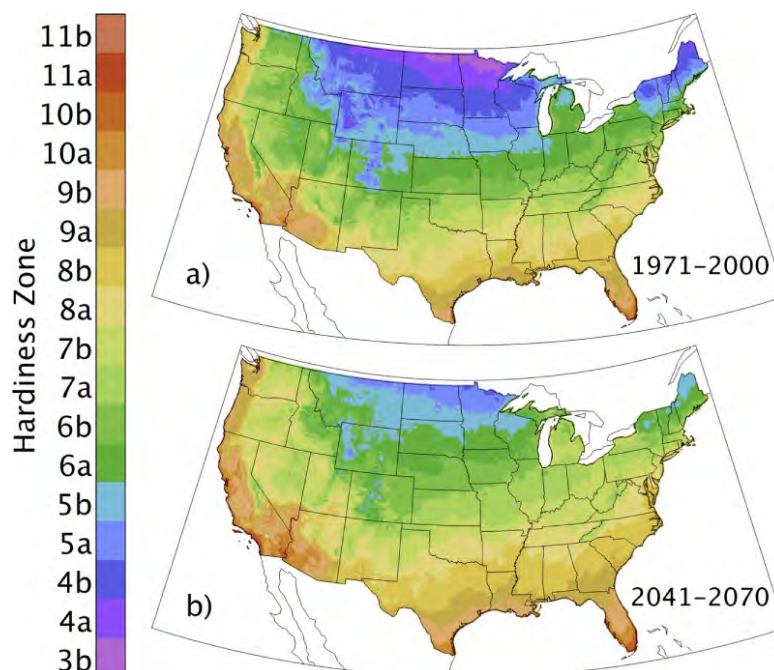 Hardiness Zone
11b
11a
10b
10a
9b
9a
8b
8a
7b
7a
6b
6a
5b
5a
4b
4a
3b
a)
1971–2000
b)
2041–2070